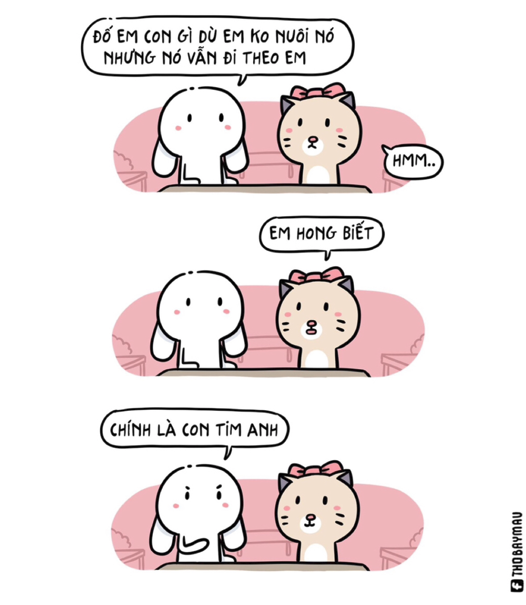 ĐỐ EM CON GÌ DÙ EM KO NUÔI NÓ
NHƯNG NÓ VẪN ĐI THEO EM
HMM..
EM HONG BIẾT
CHÍNH LÀ CON TIM ANH
THOBAYMAU